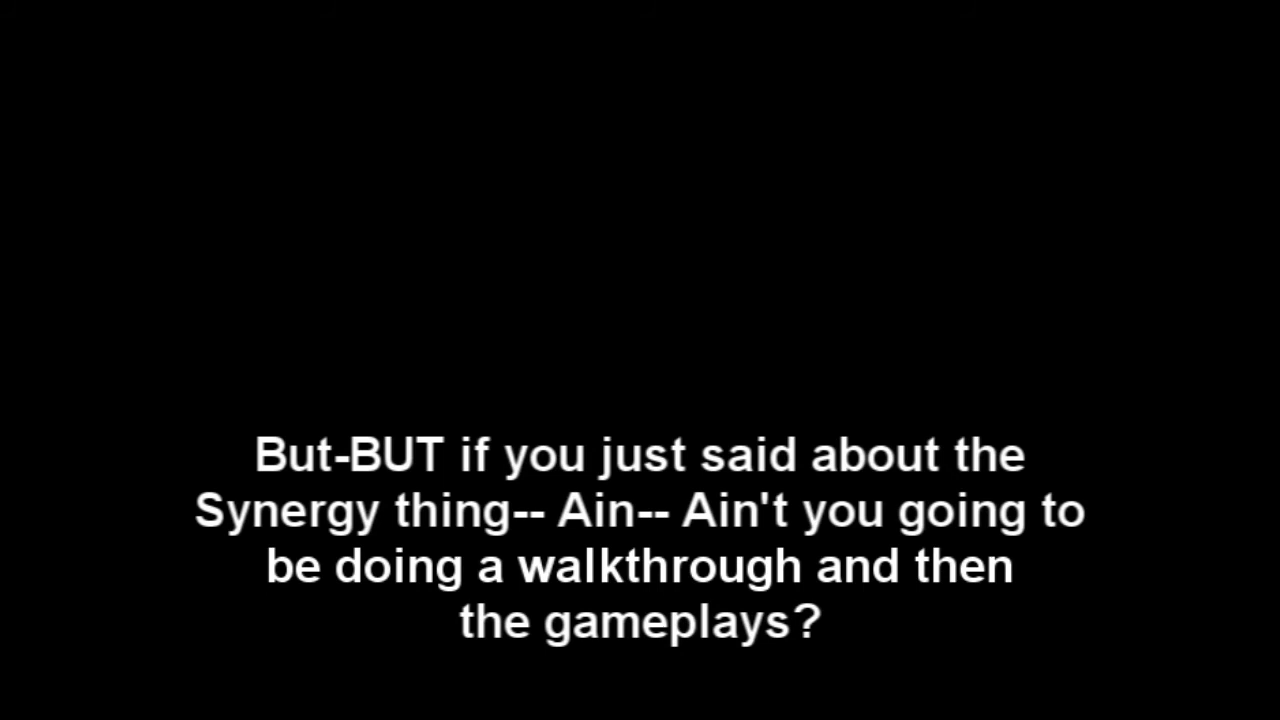 But-BUT if you just said about the
Synergy thing-- Ain-- Ain't you going to
be doing a walkthrough and then
the gameplays?